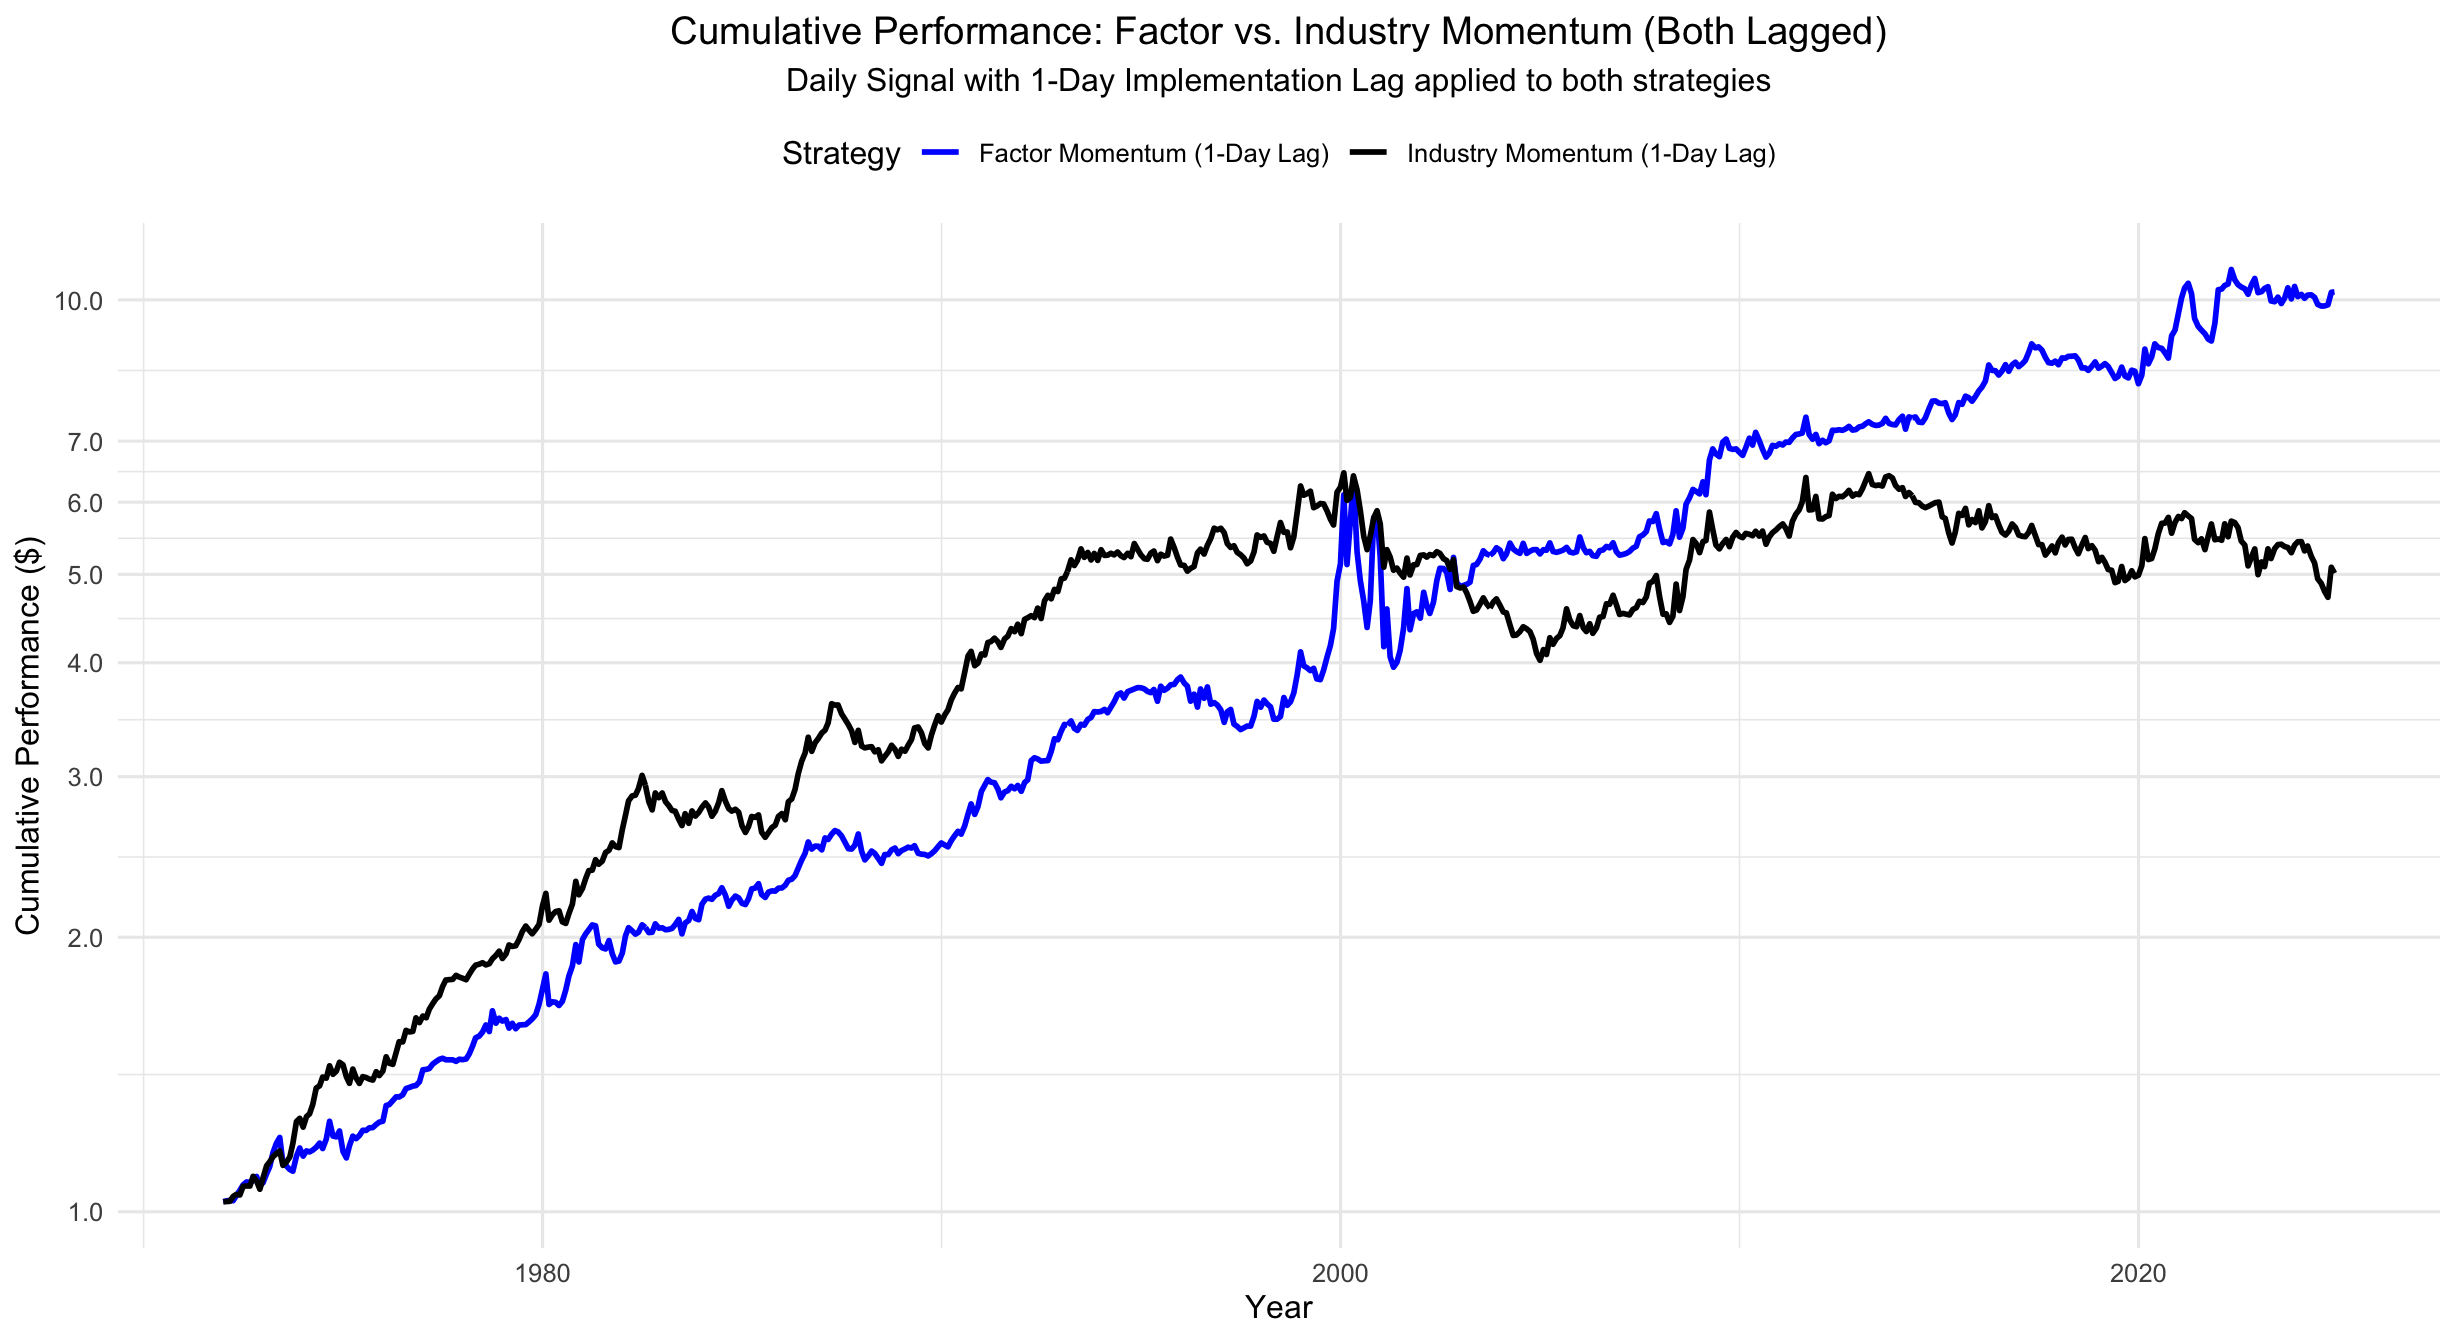 Cumulative Performance: Factor vs. Industry Momentum (Both Lagged)
Daily Signal with 1-Day Implementation Lag applied to both strategies
Strategy Factor Momentum (1-Day Lag) Industry Momentum (1-Day Lag)
Cumulative Performance ($)
10.0
7.0
6.0
5.0
4.0
3.0
2.0
1.0
1980 2000 2020
Year